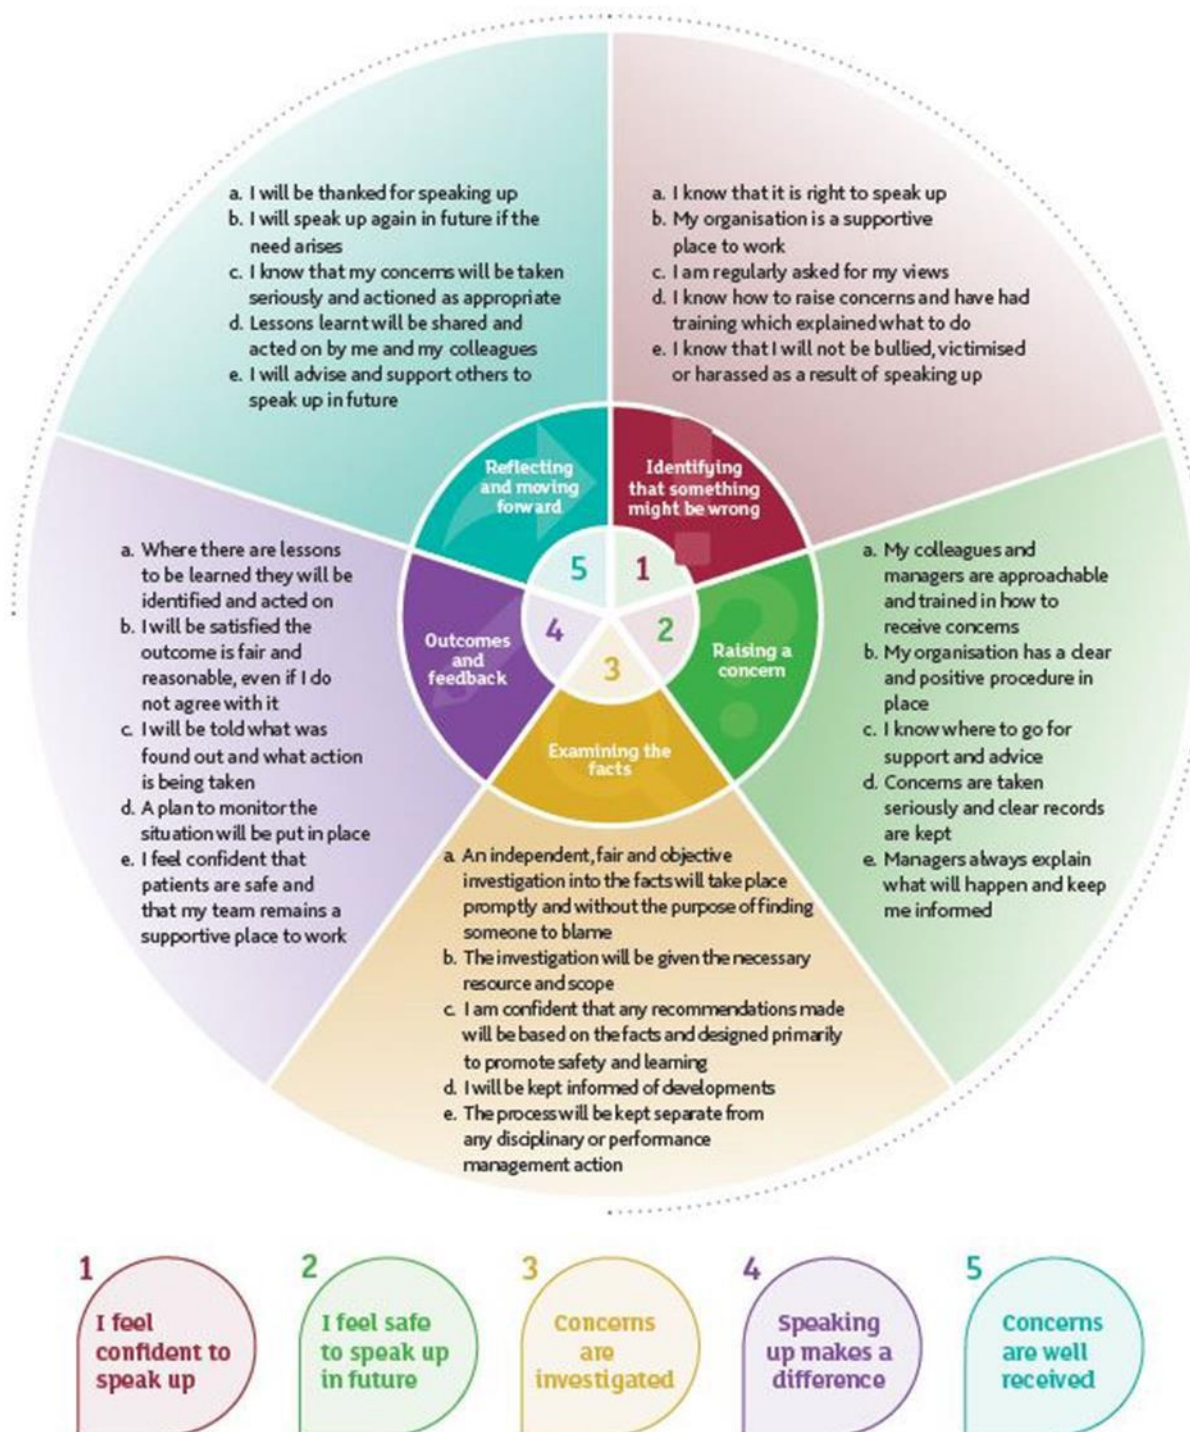 a. I will be thanked for speaking up
b. I will speak up again in future if the
need arises
c. I know that my concerns will be taken
seriously and actioned as appropriate
d. Lessons learnt will be shared and
acted on by me and my colleagues
e. I will advise and support others to
speak up in future
a. I know that it is right to speak up
b. My organisation is a supportive
place to work
c. I am regularly asked for my views
d. I know how to raise concerns and have had
training which explained what to do
e. I know that I will not be bullied, victimised
or harassed as a result of speaking up
Reflecting
and moving
forward
5
Identifying
that something
might be wrong
1
a. Where there are lessons
to be learned they will be
identified and acted on
b. I will be satisfied the
outcome is fair and
reasonable, even if I do
not agree with it
c. I will be told what was
found out and what action
is being taken
d. A plan to monitor the
situation will be put in place
e. I feel confident that
patients are safe and
that my team remains a
supportive place to work
Outcomes
and
feedback
4
3
Examining the
facts
2
Raising a
concern
a. My colleagues and
managers are approachable
and trained in how to
receive concerns
b. My organisation has a clear
and positive procedure in
place
c. I know where to go for
support and advice
d. Concerns are taken
seriously and clear records
are kept
e. Managers always explain
what will happen and keep
me informed
a. An independent, fair and objective
investigation into the facts will take place
promptly and without the purpose of finding
someone to blame
b. The investigation will be given the necessary
resource and scope
c. I am confident that any recommendations made
will be based on the facts and designed primarily
to promote safety and learning
d. I will be kept informed of developments
e. The process will be kept separate from
any disciplinary or performance
management action
1
I feel
confident to
speak up
2
I feel safe
to speak up
in future
3
Concerns
are
investigated
4
Speaking
up makes a
difference
5
Concerns
are well
received